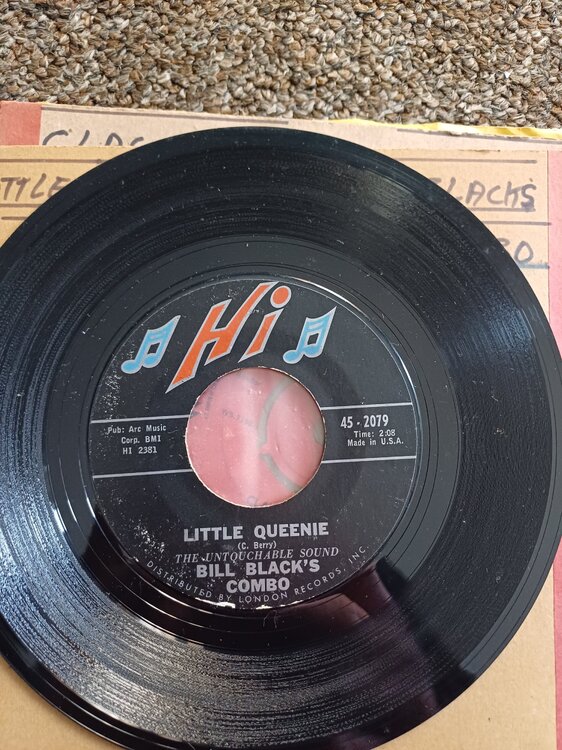 Hi
Pub: Arc Music
Corp. BMI
HI 2381
45-2079
Time: 2:08
Made in U.S.A.
LITTLE QUEENIE
(C. Berry)
THE UNTOUCHABLE SOUND
BILL BLACK'S
COMBO
DISTRIBUTED BY LONDON RECORDS, INC.